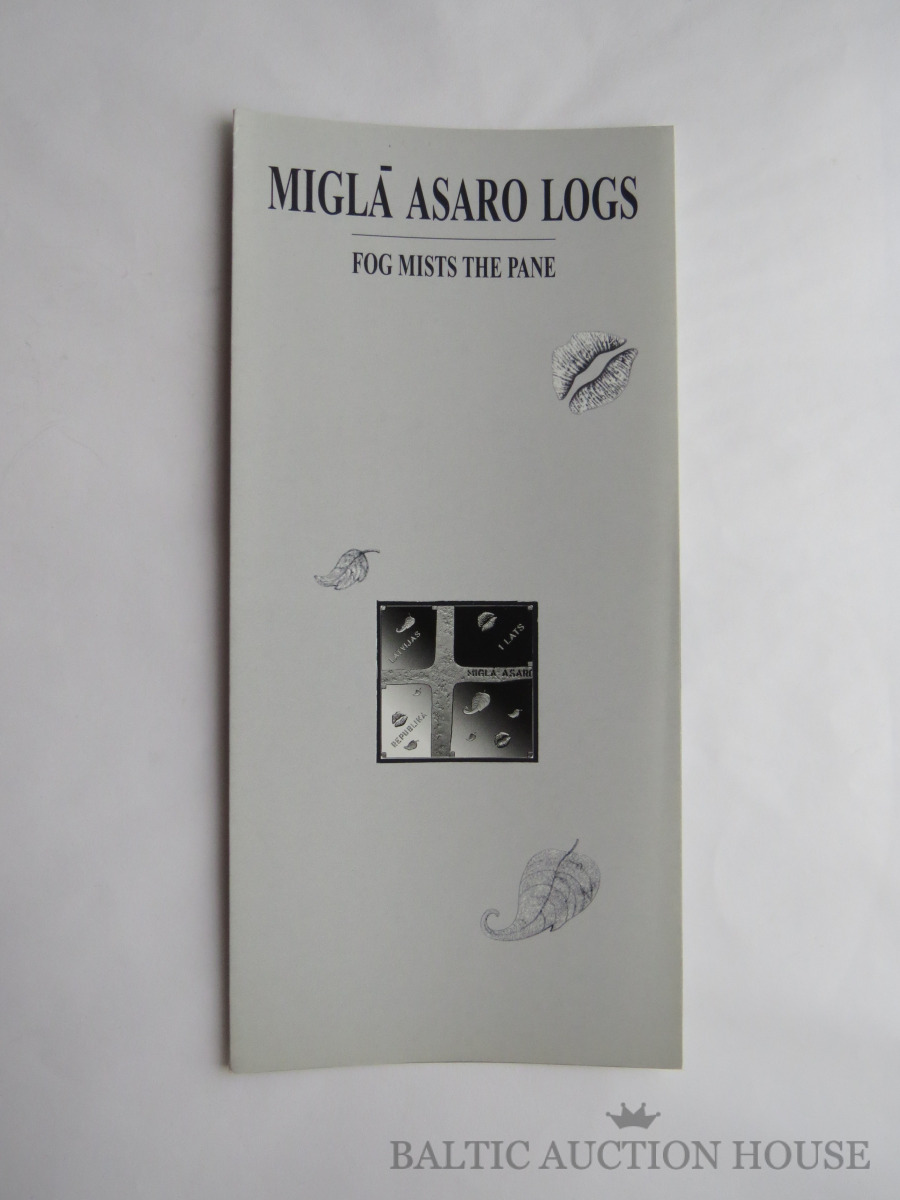 MIGLĀ ASARO LOGS
FOG MISTS THE PANE
LATVIJAS
1 LATS
MIGLĀ ASARO
REPUBLIKA
BALTIC AUCTION HOUSE